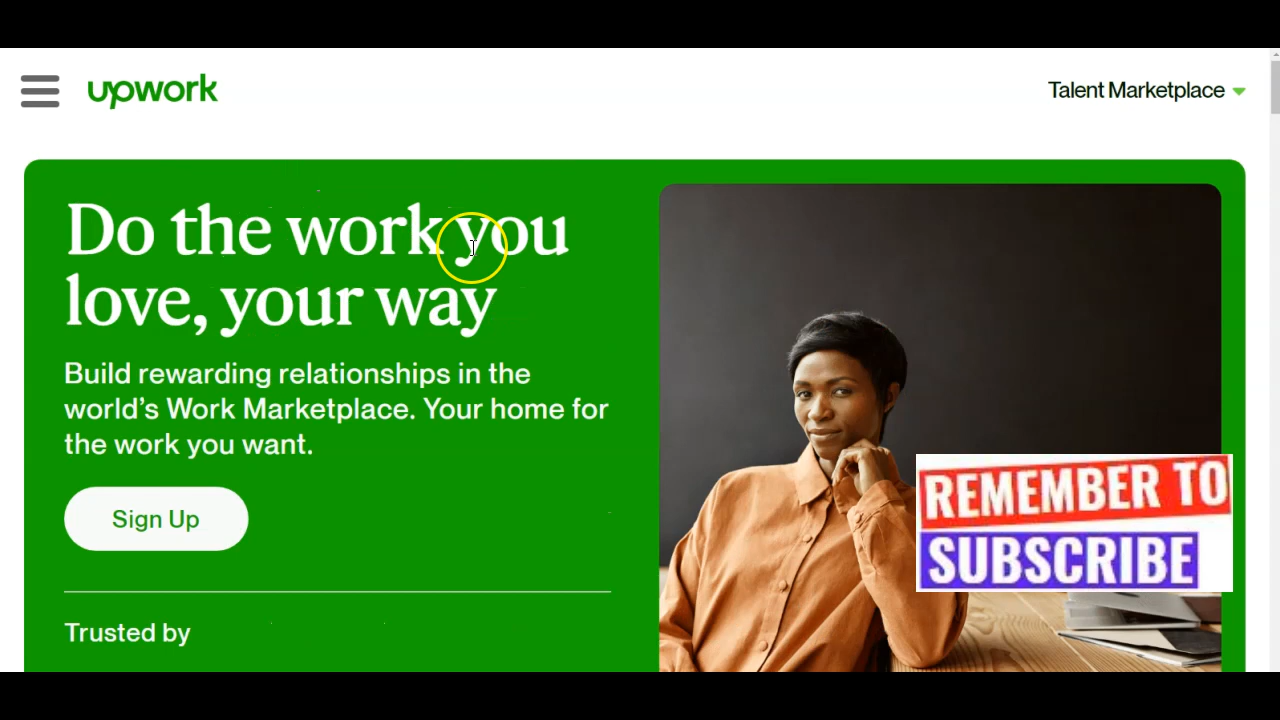 upwork
Talent Marketplace
Do the work you
love, your way
Build rewarding relationships in the
world’s Work Marketplace. Your home for
the work you want.
Sign Up
Trusted by
REMEMBER TO
SUBSCRIBE